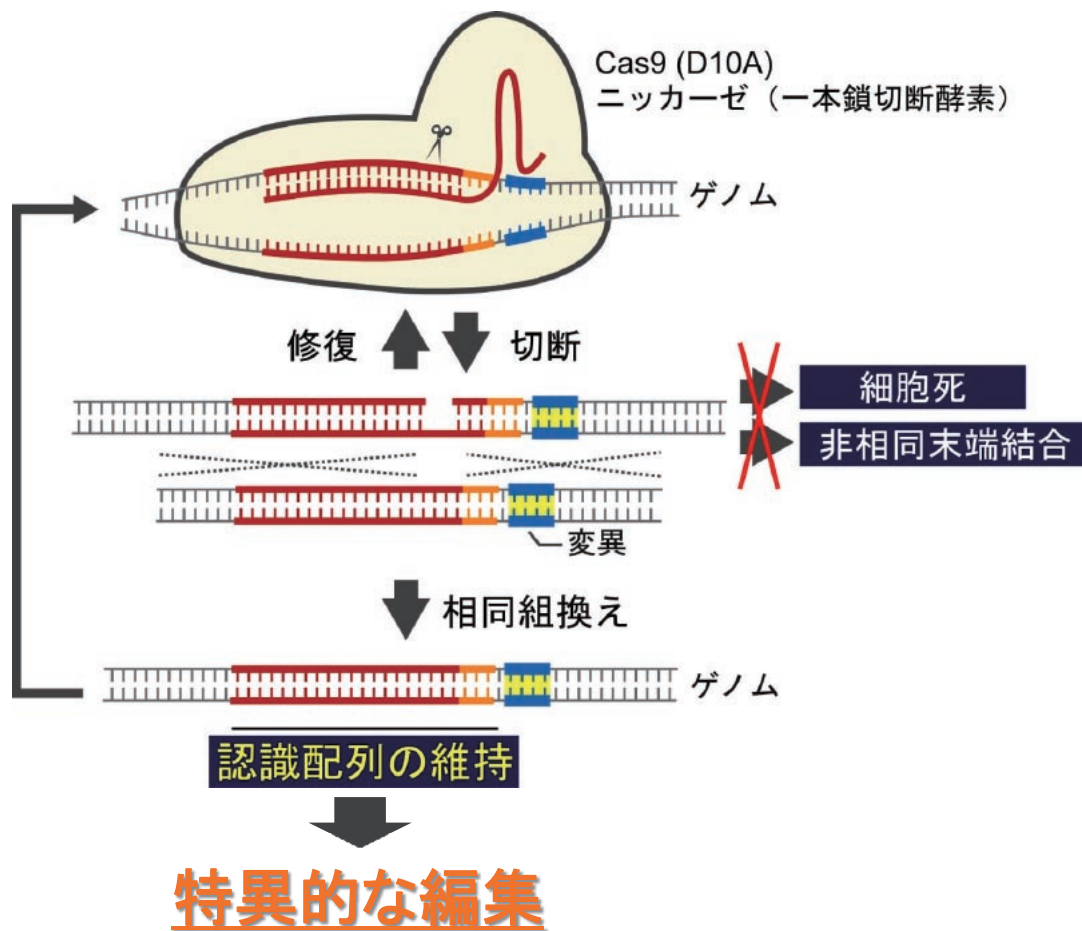 Cas9 (D10A)
ニッカーゼ（一本鎖切断酵素）
ゲノム
修復
切断
細胞死
非相同末端結合
変異
相同組換え
ゲノム
認識配列の維持
特異的な編集